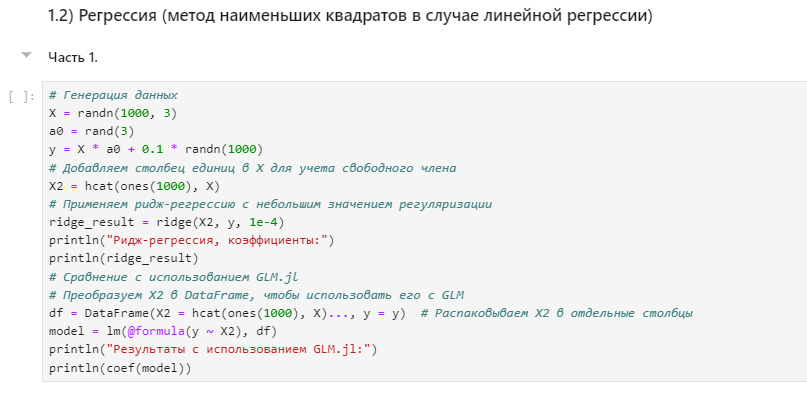 1.2) Регрессия (метод наименьших квадратов в случае линейной регрессии)
Часть 1.
[ ]:
# Генерация данных
X = randn(1000, 3)
a0 = rand(3)
y = X * a0 + 0.1 * randn(1000)
# Добавляем столбец единиц в X для учета свободного члена
X2 = hcat(ones(1000), X)
# Применяем ридж-регрессию с небольшим значением регуляризации
ridge_result = ridge(X2, y, 1e-4)
println("Ридж-регрессия, коэффициенты:")
println(ridge_result)
# Сравнение с использованием GLM.jl
# Преобразуем X2 в DataFrame, чтобы использовать его с GLM
df = DataFrame(X2 = hcat(ones(1000), X)..., y = y)  # Распаковываем X2 в отдельные столбцы
model = lm(@formula(y ~ X2), df)
println("Результаты с использованием GLM.jl:")
println(coef(model))